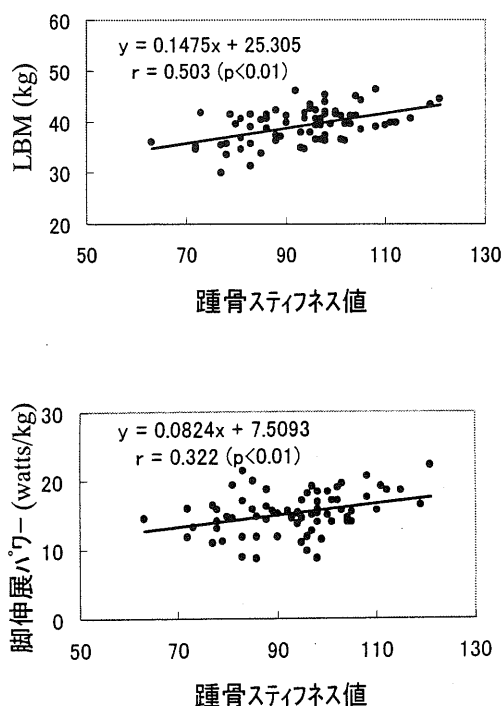 60
50
40
30
20
LBM (kg)
y = 0.1475x + 25.305
r = 0.503 (p<0.01)
50 70 90 110 130
踵骨スティフネス値
30
20
10
0
脚伸展パワー (watts/kg)
y = 0.0824x + 7.5093
r = 0.322 (p<0.01)
50 70 90 110 130
踵骨スティフネス値